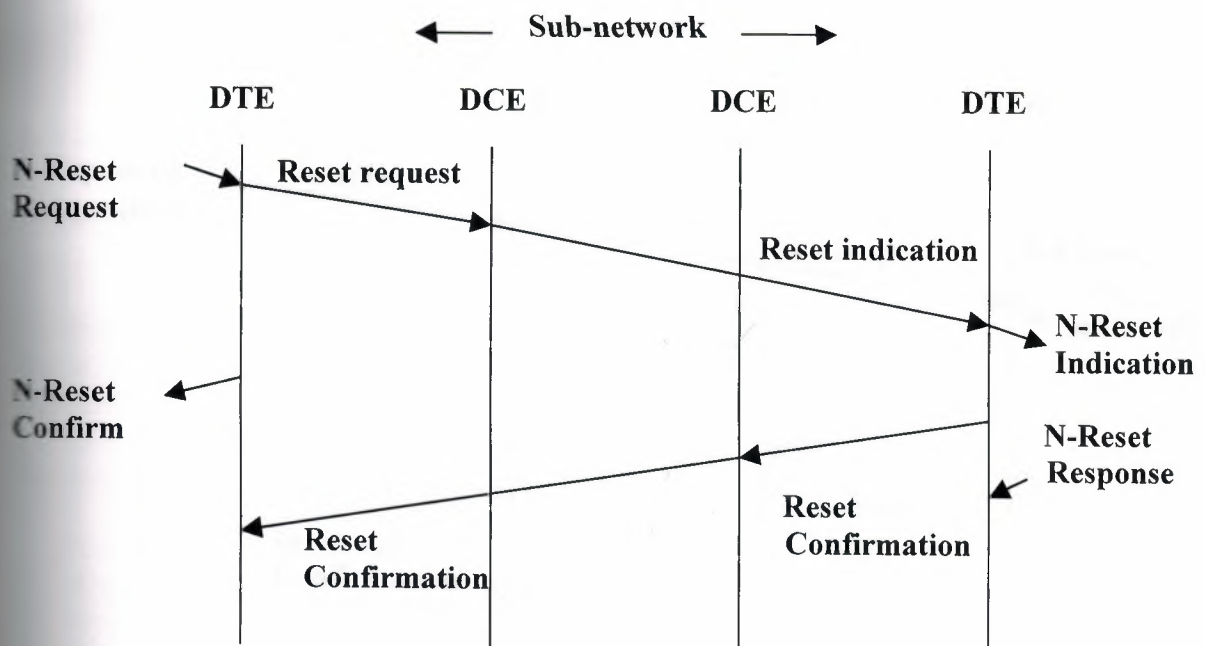 Sub-network
DTE
DCE
DCE
DTE
N-Reset
Request
Reset request
Reset indication
N-Reset
Indication
N-Reset
Confirm
N-Reset
Response
Reset
Confirmation
Reset
Confirmation